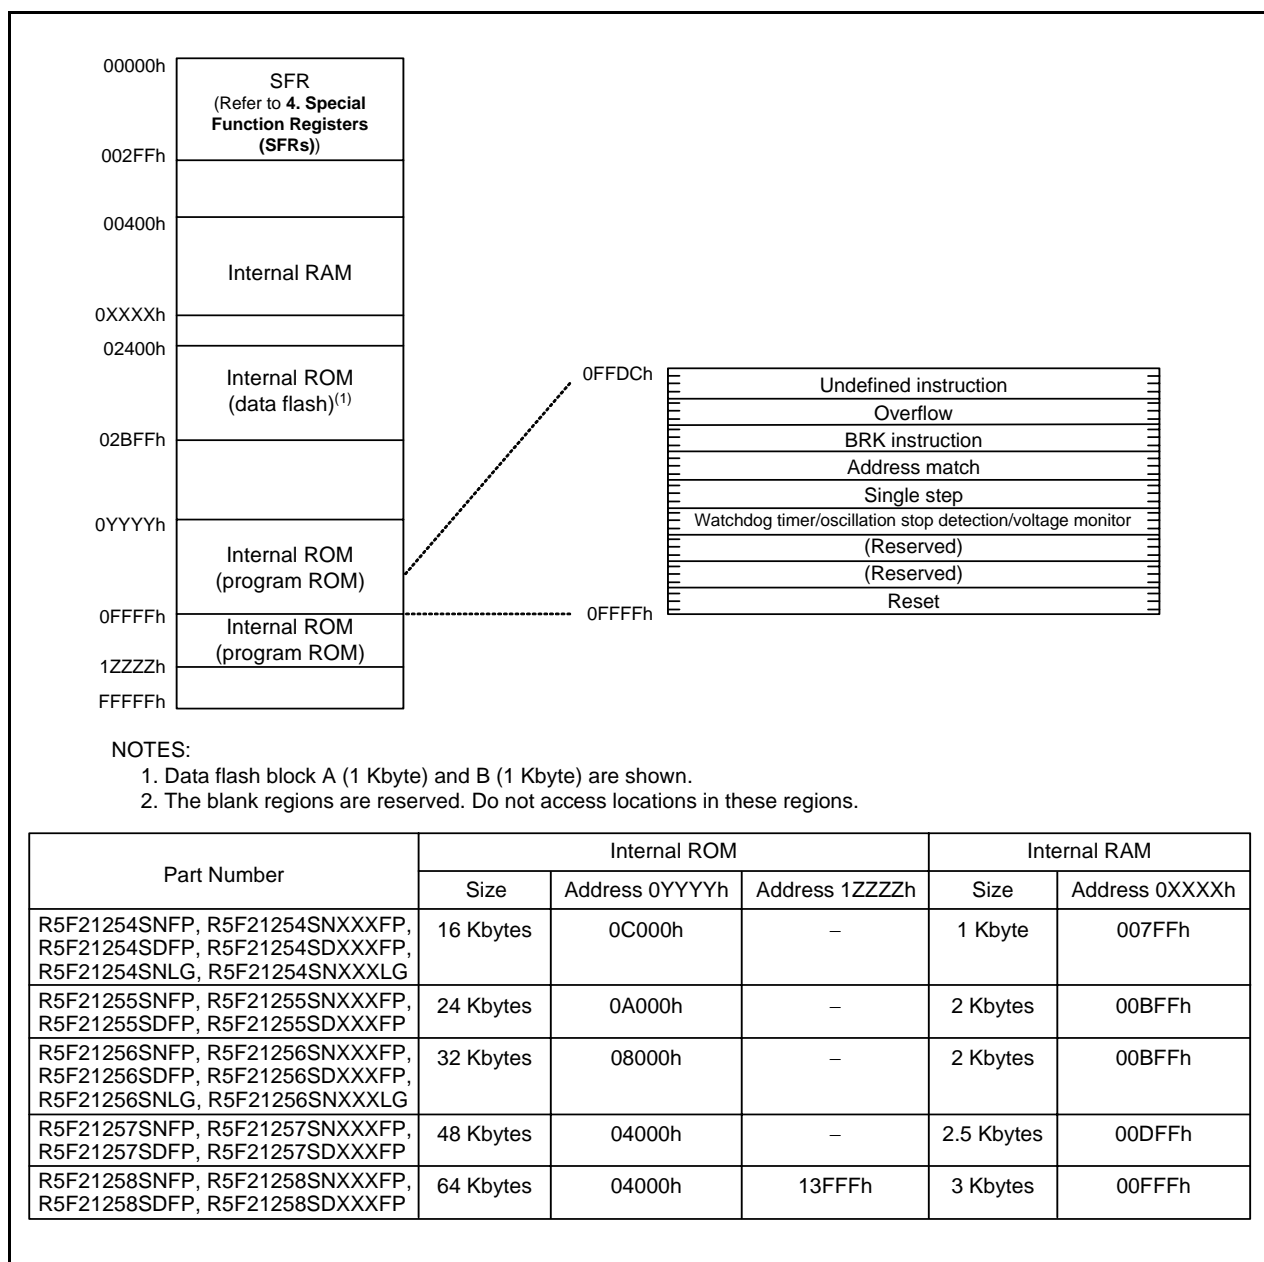 00000h
SFR
(Refer to 4. Special
Function Registers
(SFRs))
002FFh
00400h
Internal RAM
0XXXXh
02400h
Internal ROM
(data flash)(1)
02BFFh
0YYYYh
Internal ROM
(program ROM)
0FFFFh
Internal ROM
(program ROM)
1ZZZZh
FFFFFh
0FFDCh
Undefined instruction
Overflow
BRK instruction
Address match
Single step
Watchdog timer/oscillation stop detection/voltage monitor
(Reserved)
(Reserved)
Reset
0FFFFh
NOTES:
1. Data flash block A (1 Kbyte) and B (1 Kbyte) are shown.
2. The blank regions are reserved. Do not access locations in these regions.
Part Number Internal ROM Internal RAM
Size Address 0YYYYh Address 1ZZZZh Size Address 0XXXXh
R5F21254SNFP, R5F21254SNXXXFP, 16 Kbytes 0C000h – 1 Kbyte 007FFh
R5F21254SDFP, R5F21254SDXXXFP,
R5F21254SNLG, R5F21254SNXXXLG
R5F21255SNFP, R5F21255SNXXXFP, 24 Kbytes 0A000h – 2 Kbytes 00BFFh
R5F21255SDFP, R5F21255SDXXXFP
R5F21256SNFP, R5F21256SNXXXFP, 32 Kbytes 08000h – 2 Kbytes 00BFFh
R5F21256SDFP, R5F21256SDXXXFP,
R5F21256SNLG, R5F21256SNXXXLG
R5F21257SNFP, R5F21257SNXXXFP, 48 Kbytes 04000h – 2.5 Kbytes 00DFFh
R5F21257SDFP, R5F21257SDXXXFP
R5F21258SNFP, R5F21258SNXXXFP, 64 Kbytes 04000h 13FFFh 3 Kbytes 00FFFh
R5F21258SDFP, R5F21258SDXXXFP